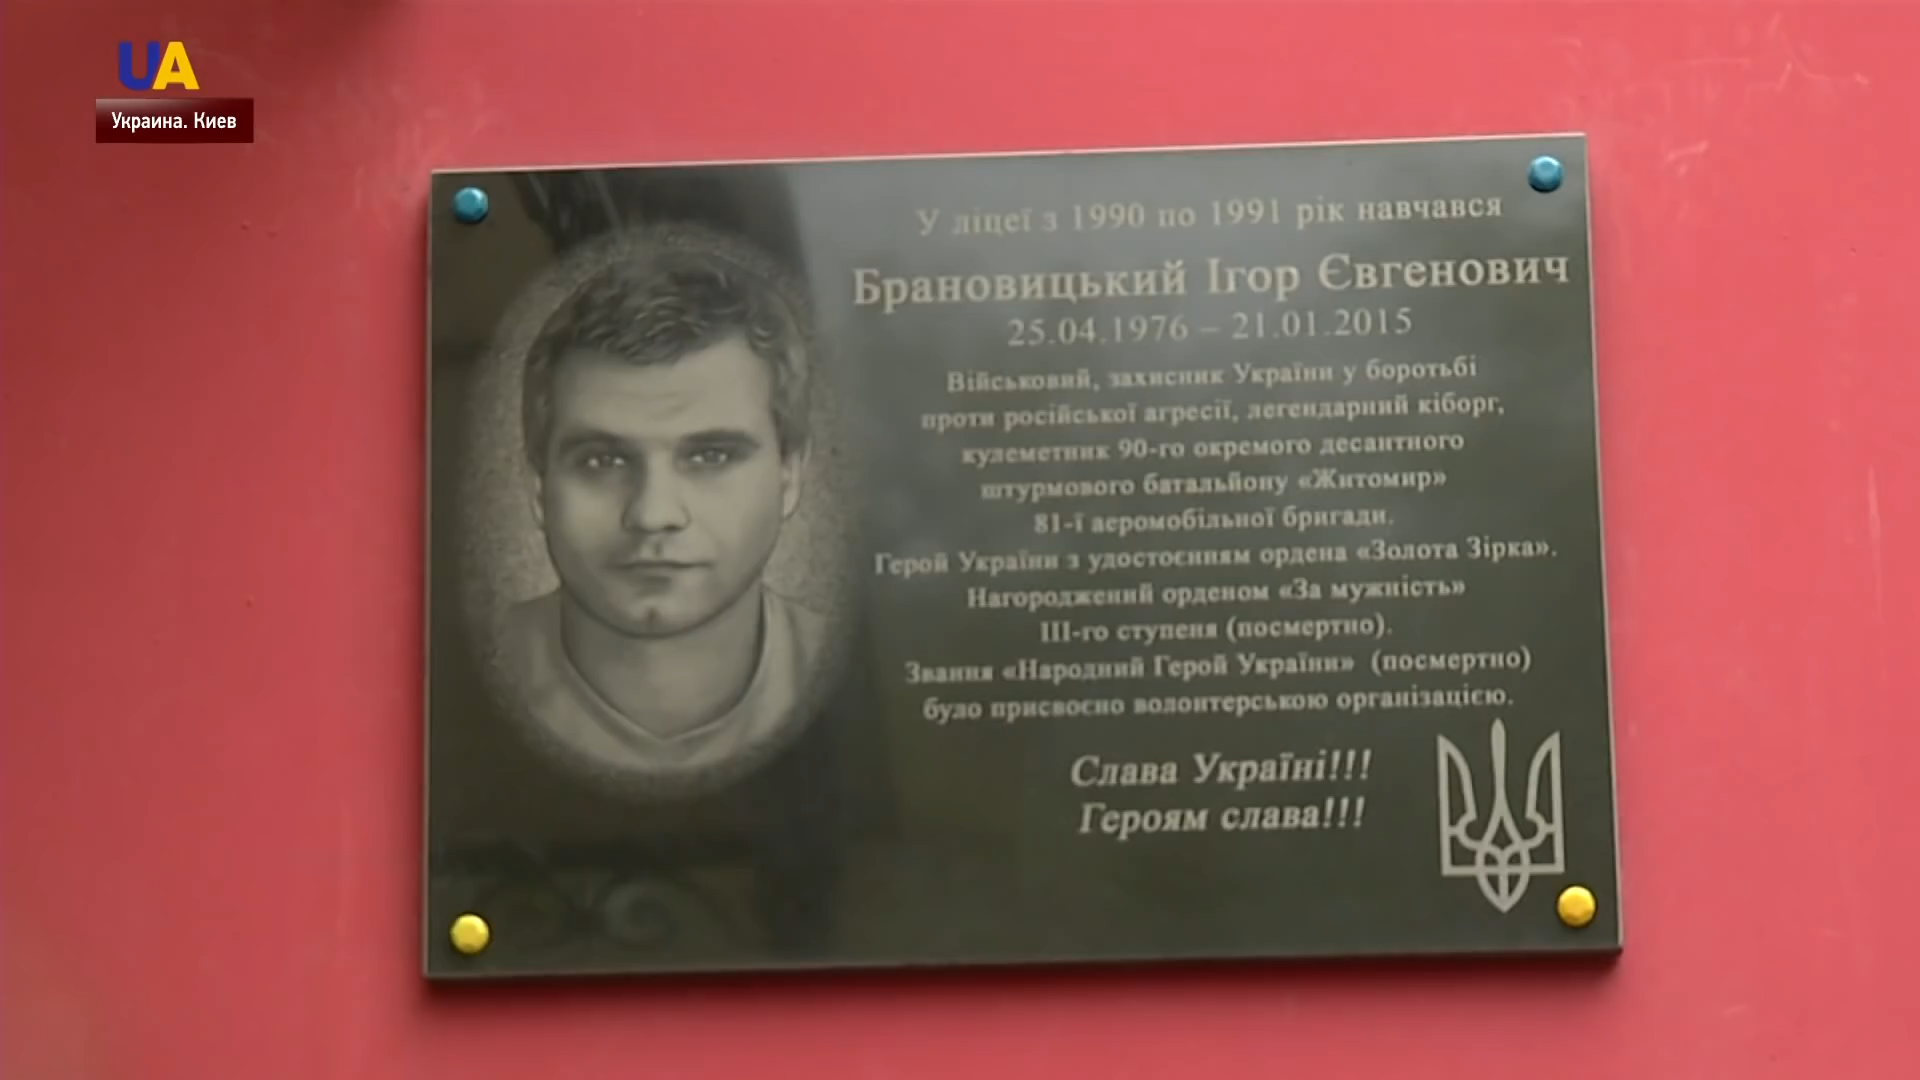 UA
Украина. Киев
У ліцеї з 1990 по 1991 рік навчався
Брановицький Ігор Євгенович
25.04.1976 – 21.01.2015
Військовий, захисник України у боротьбі
проти російської агресії, легендарний кіборг,
кулеметник 90-го окремого десантного
штурмового батальйону «Житомир»
81-ї аеромобільної бригади.
Герой України з удостоєнням ордена «Золота Зірка».
Нагороджений орденом «За мужність»
III-го ступеня (посмертно).
Звання «Народний Герой України» (посмертно)
було присвоєно волонтерською організацією.
Слава Україні!!!
Героям слава!!!